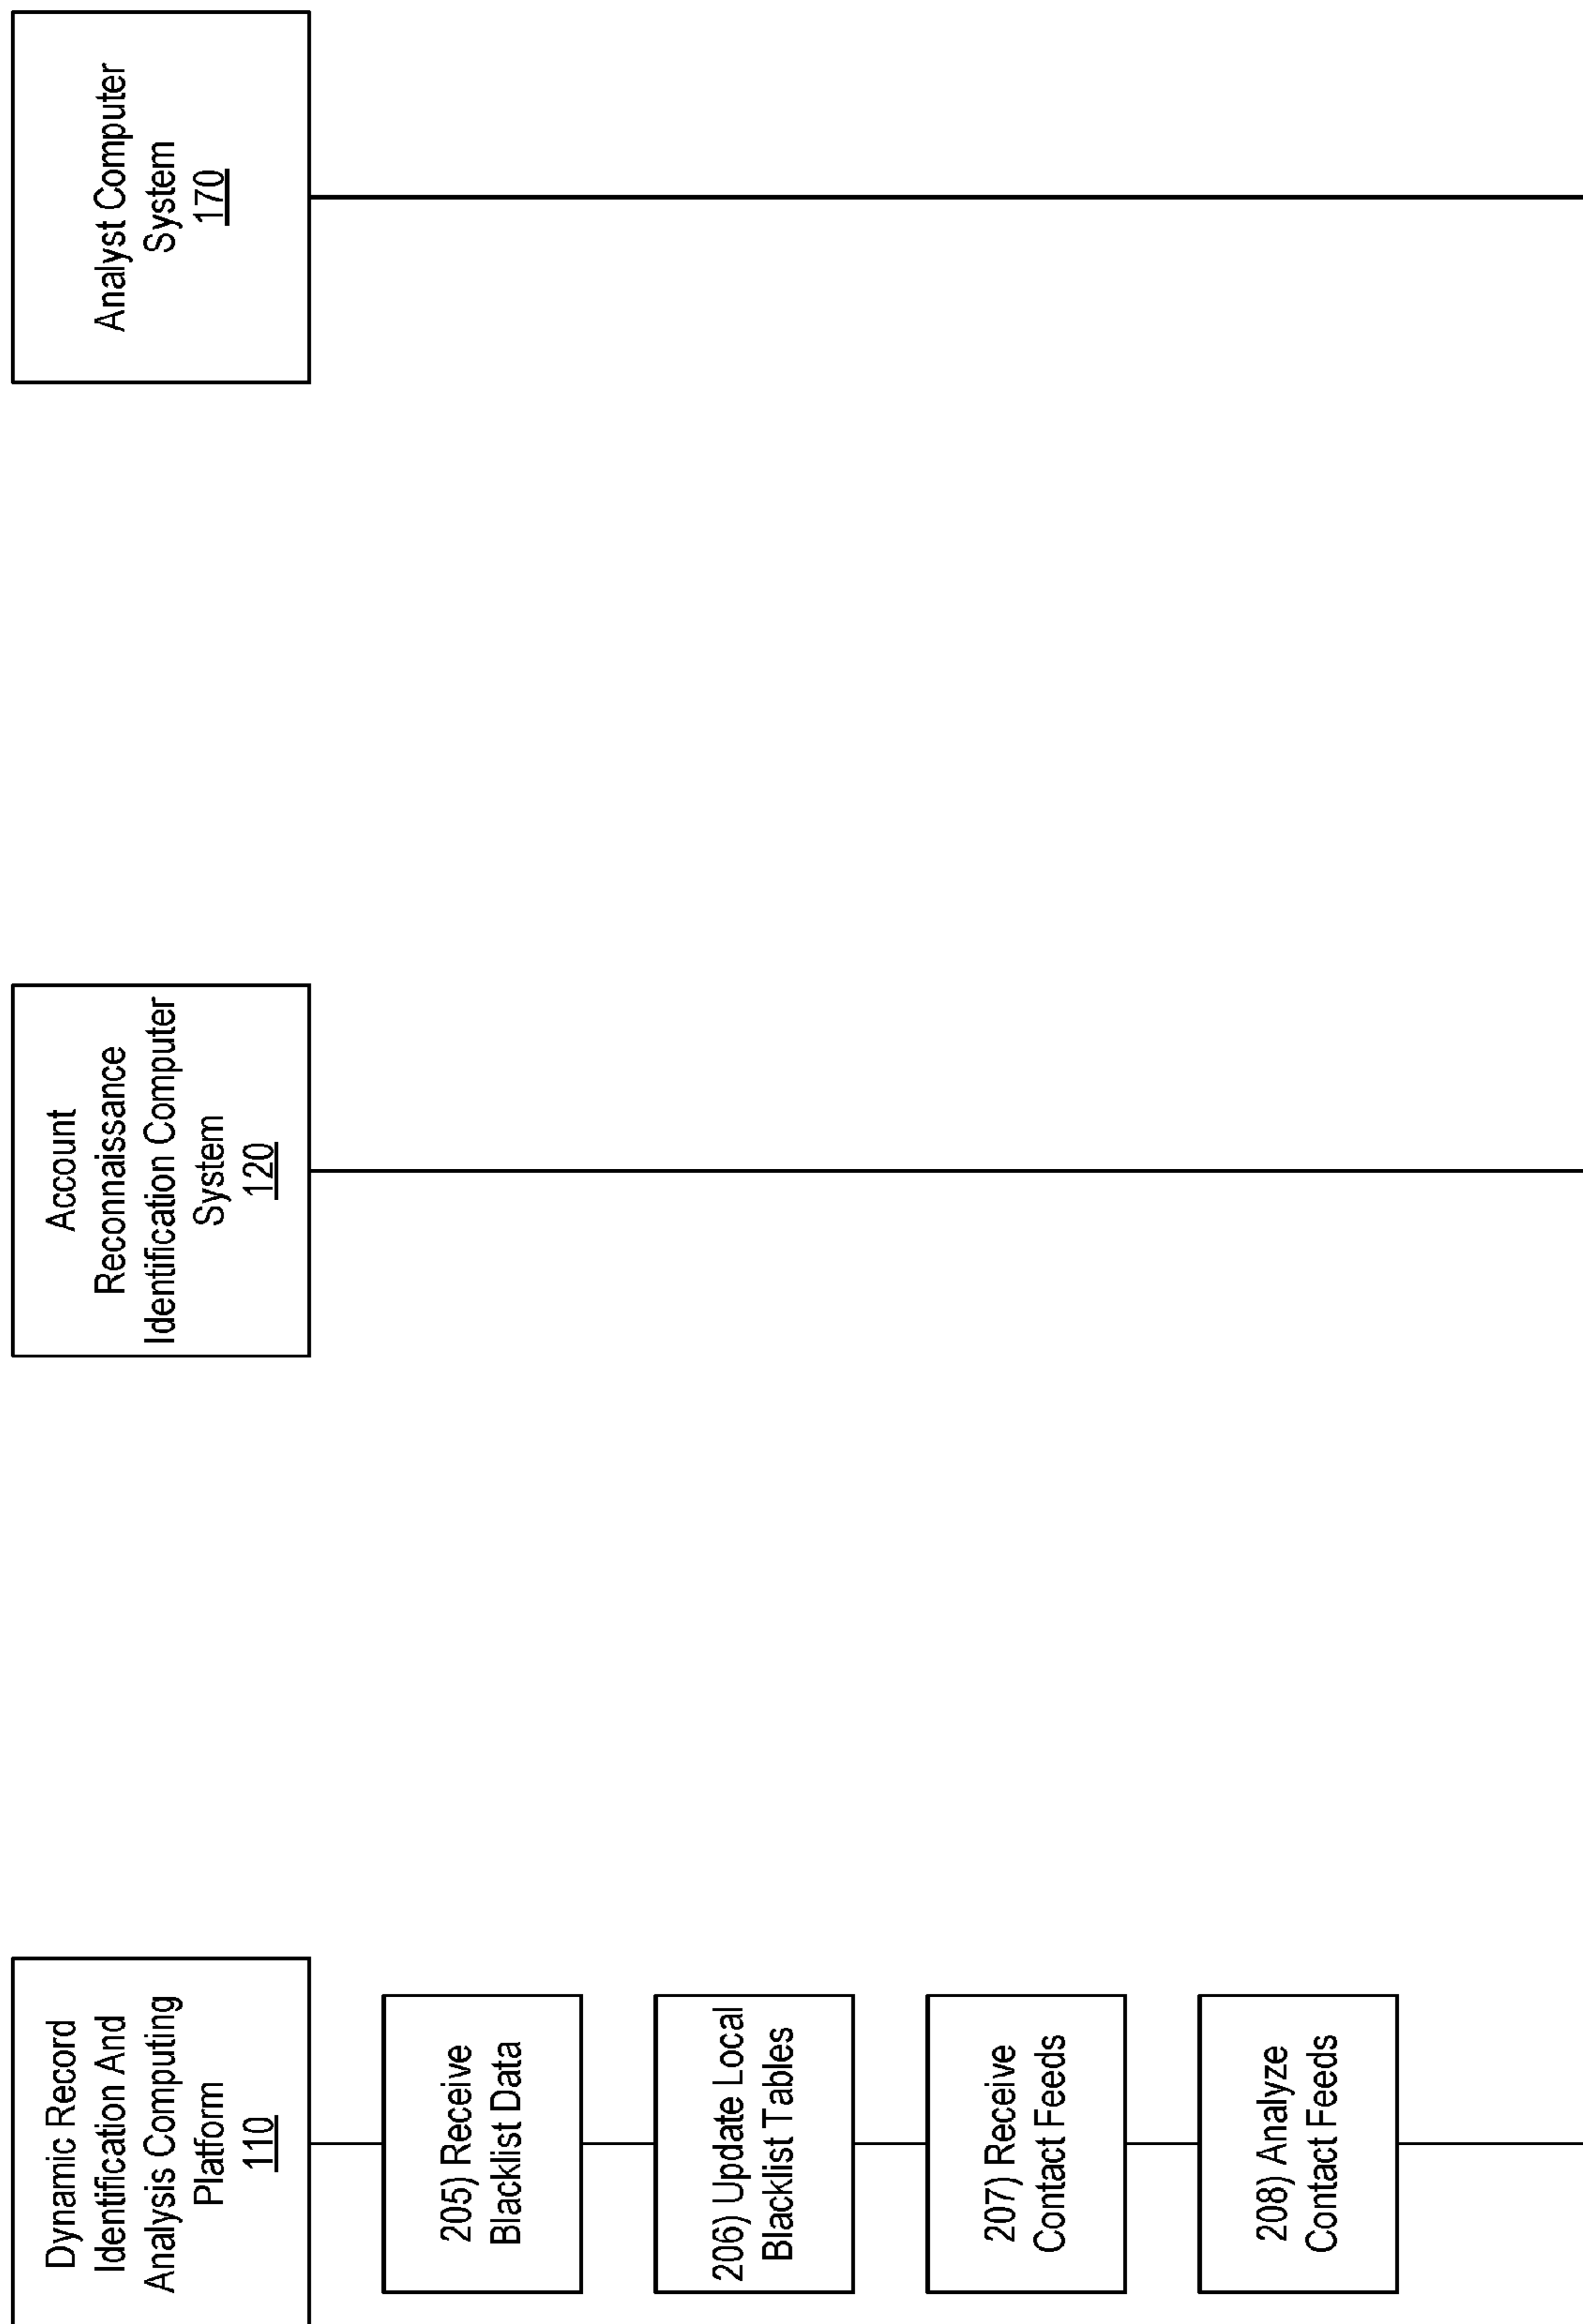 Dynamic Record
Identification And
Analysis Computing
Platform
110
Account
Reconnaissance
Identification Computer
System
120
Analyst Computer
System
170
205) Receive
Blacklist Data
206) Update Local
Blacklist Tables
207) Receive
Contact Feeds
208) Analyze
Contact Feeds